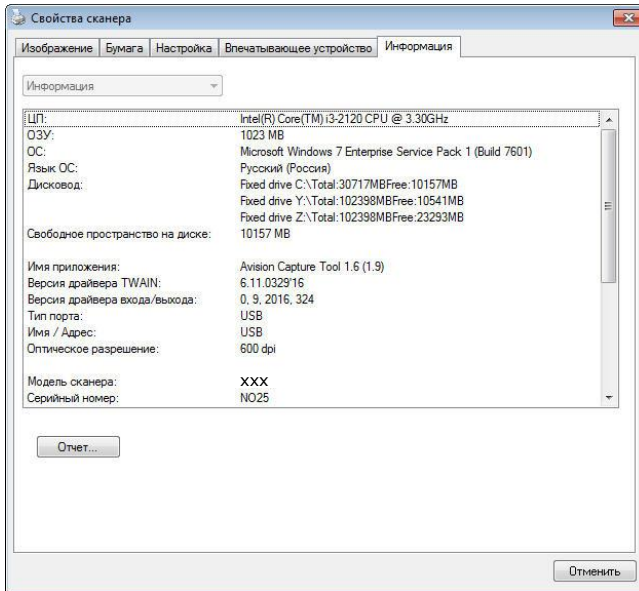 Свойства сканера
Изображение Бумага Настройка Впечатывающее устройство Информация
Информация
ЦП: Intel(R) Core(TM) i3-2120 CPU @ 3.30GHz
ОЗУ: 1023 MB
ОС: Microsoft Windows 7 Enterprise Service Pack 1 (Build 7601)
Язык ОС: Русский (Россия)
Дисковод: Fixed drive C:\Total:30717MBFree:10157MB
Fixed drive Y:\Total:102398MBFree:10541MB
Fixed drive Z:\Total:102398MBFree:23293MB
Свободное пространство на диске: 10157 MB
Имя приложения: Avision Capture Tool 1.6 (1.9)
Версия драйвера TWAIN: 6.11.0329'16
Версия драйвера входа/выхода: 0, 9, 2016, 324
Тип порта: USB
Имя / Адрес: USB
Оптическое разрешение: 600 dpi
Модель сканера: XXX
Серийный номер: NO25
Отчет...
Отменить